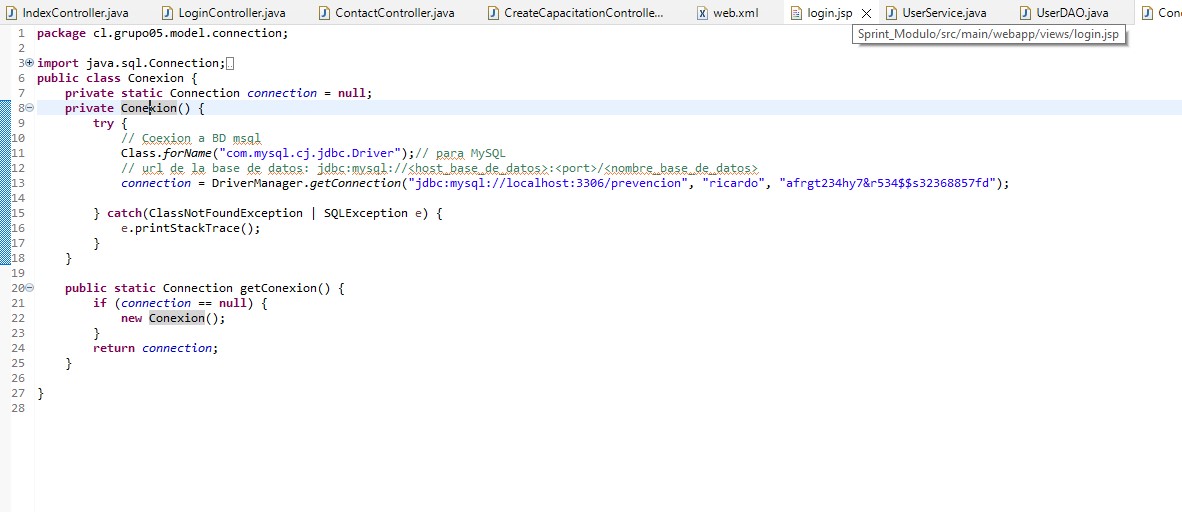 IndexController.java LoginController.java ContactController.java CreateCapacitationControlle... web.xml login.jsp UserService.java UserDAO.java Con
Sprint_Modulo/src/main/webapp/views/login.jsp
1 package cl.grupo05.model.connection;
2
3 import java.sql.Connection;
6 public class Conexion {
7 private static Connection connection = null;
8 private Conexion() {
9 try {
10 // Coexion a BD msql
11 Class.forName("com.mysql.cj.jdbc.Driver");// para MySQL
12 // url de la base de datos: jdbc:mysql://<host_base_de_datos>:<port>/<nombre_base_de_datos>
13 connection = DriverManager.getConnection("jdbc:mysql://localhost:3306/prevencion", "ricardo", "afrgt234hy7&r534$$s32368857fd");
14
15 } catch(ClassNotFoundException | SQLException e) {
16 e.printStackTrace();
17 }
18 }
19
20 public static Connection getConexion() {
21 if (connection == null) {
22 new Conexion();
23 }
24 return connection;
25 }
26
27 }
28